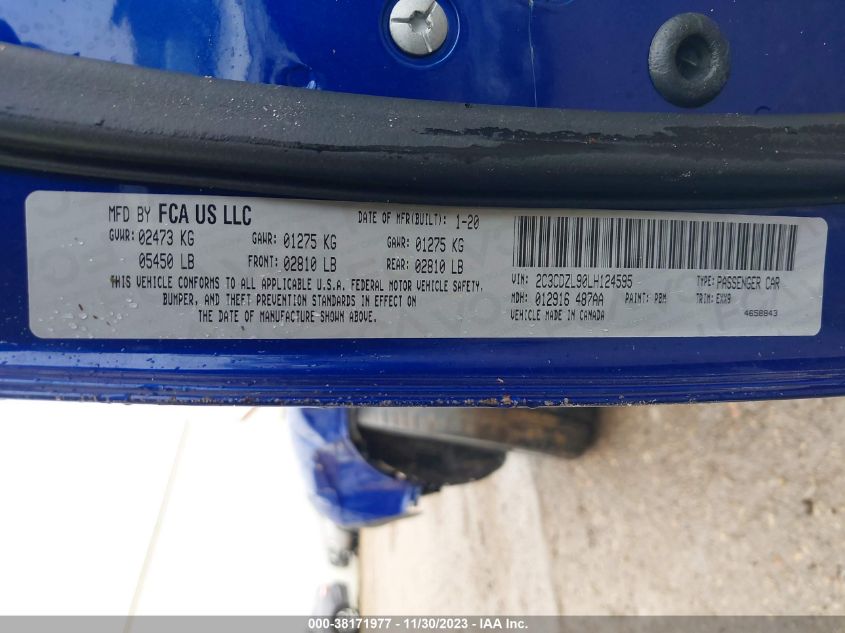 MFD BY FCA US LLC
DATE OF MFR(BUILT): 1-20
GVWR: 02473 KG GAWR: 01275 KG GAWR: 01275 KG
05450 LB FRONT: 02810 LB REAR: 02810 LB
THIS VEHICLE CONFORMS TO ALL APPLICABLE U.S.A. FEDERAL MOTOR VEHICLE SAFETY,
BUMPER, AND THEFT PREVENTION STANDARDS IN EFFECT ON
THE DATE OF MANUFACTURE SHOWN ABOVE.
VIN: 2C3CDZL90LH124595 TYPE: PASSENGER CAR
MDH: 012916 487AA PAINT: PBM TRIM: EXX9
VEHICLE MADE IN CANADA 4658843
000-38171977 - 11/30/2023 - IAA Inc.